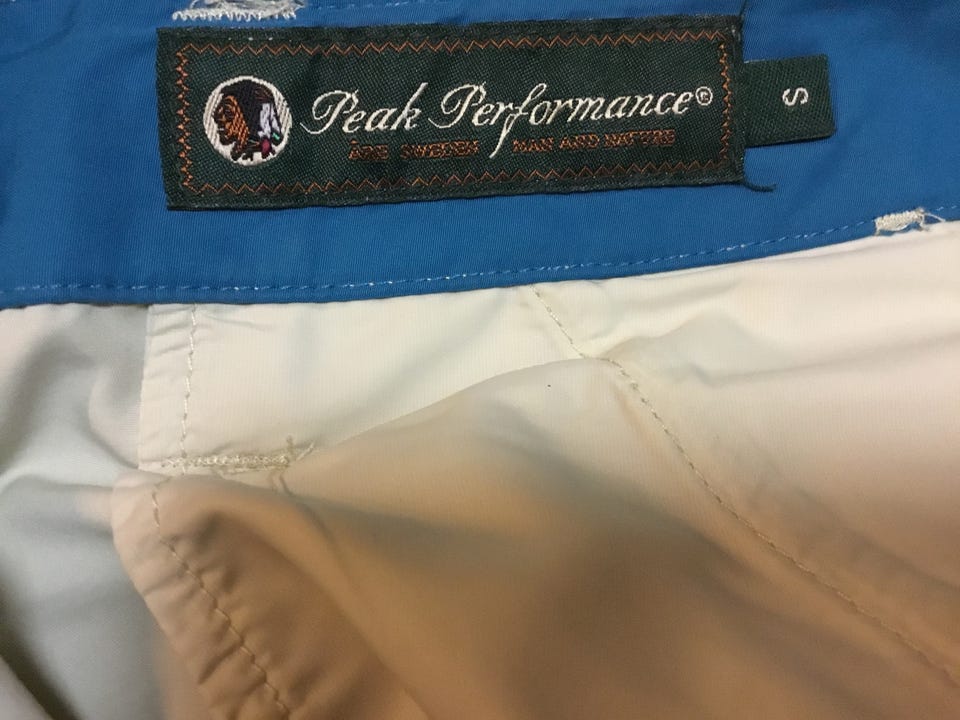 Peak Performance®
ÅRE SWEDEN MAN AND NATURE
S